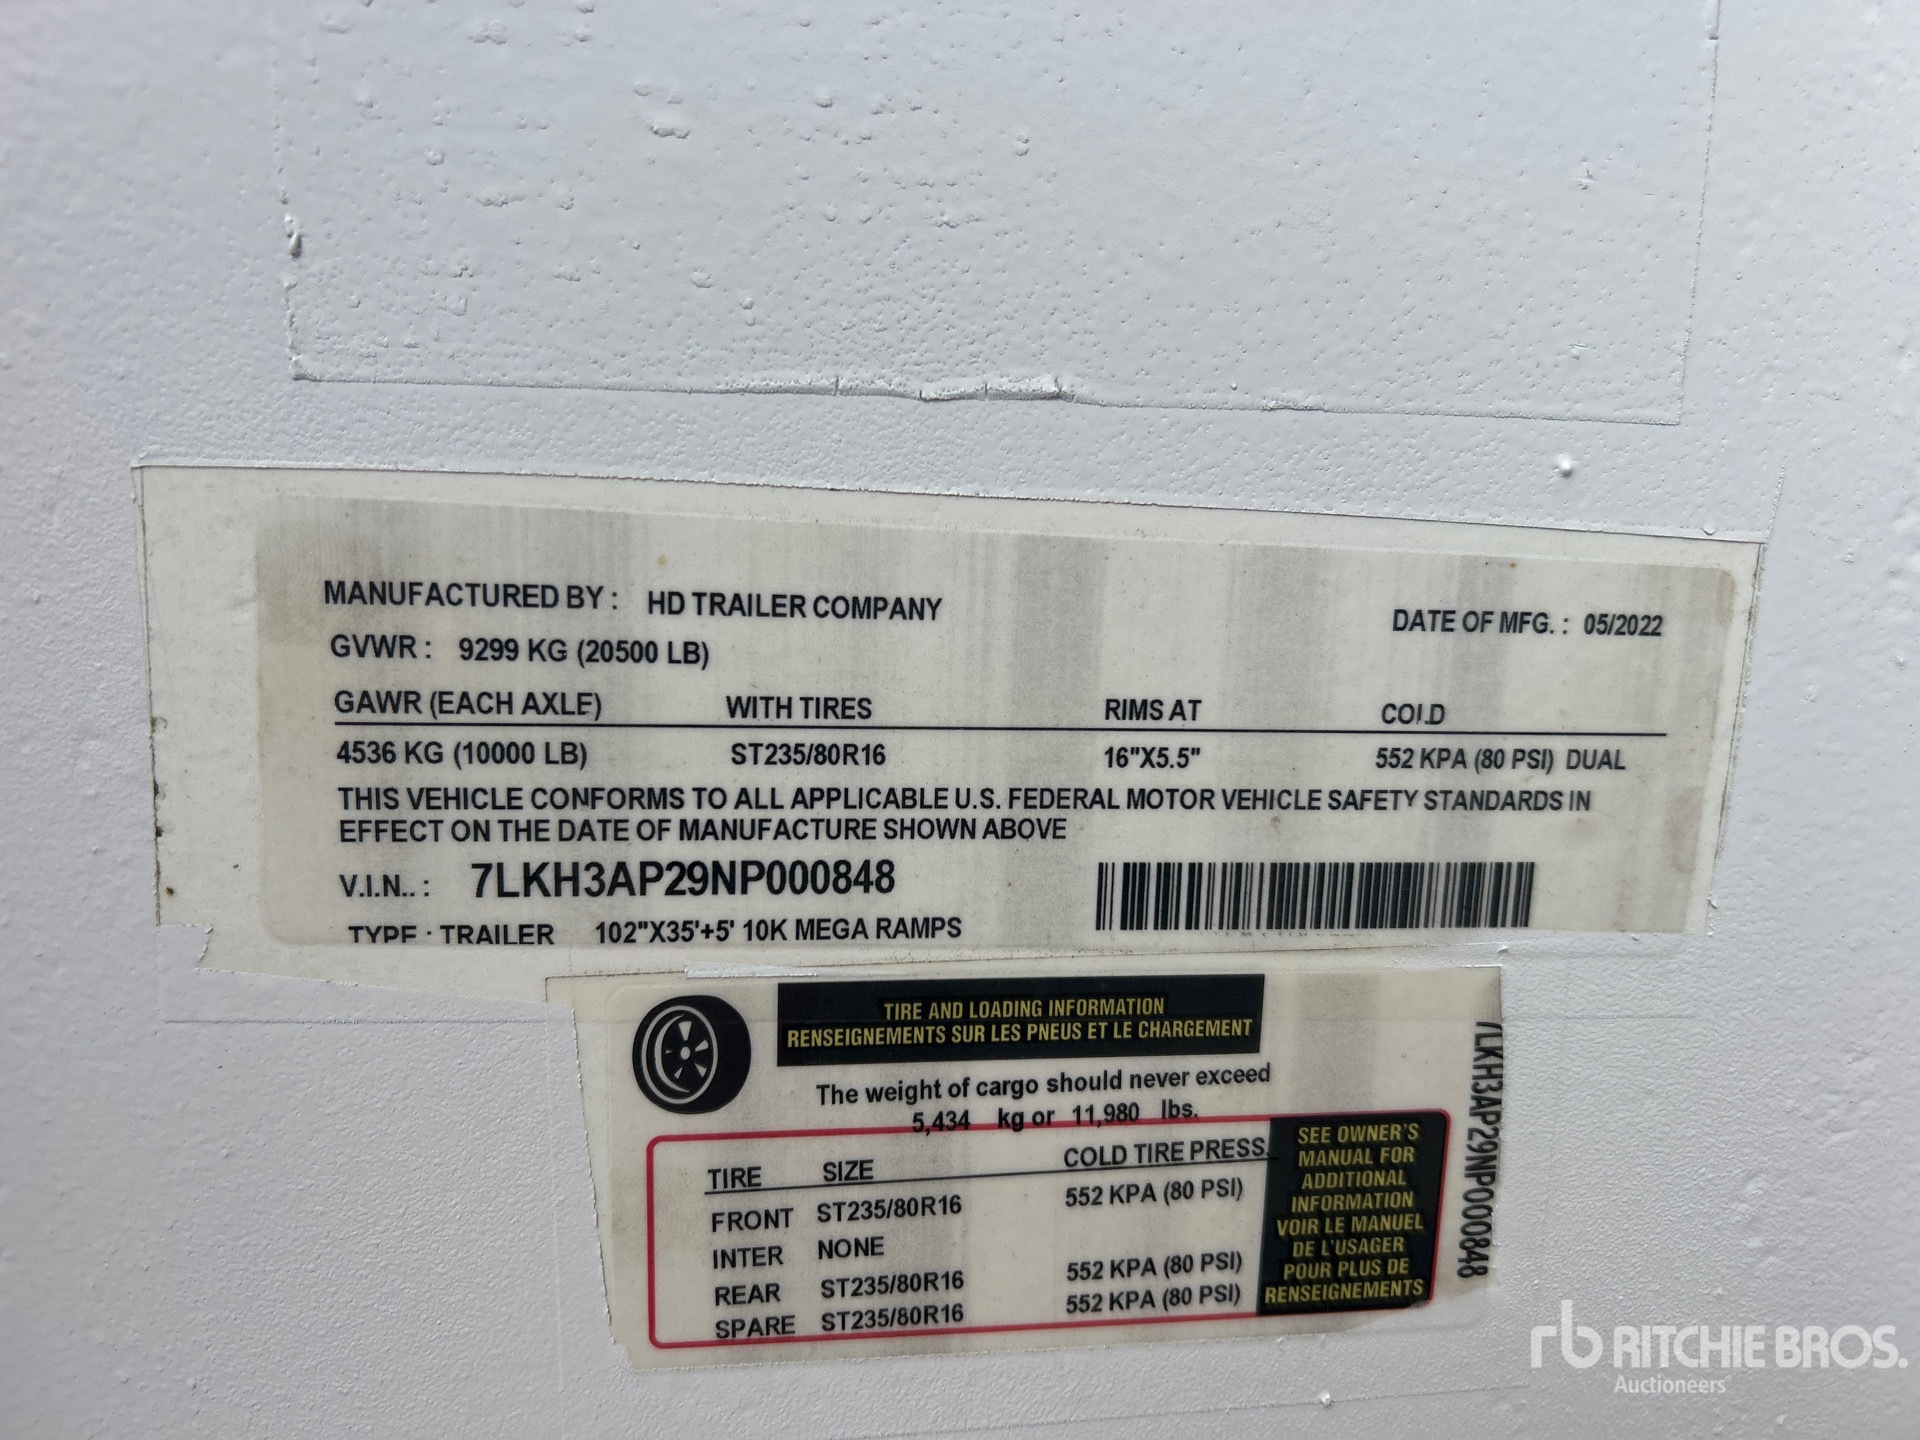 MANUFACTURED BY : HD TRAILER COMPANY DATE OF MFG. : 05/2022
GVWR : 9299 KG (20500 LB)
GAWR (EACH AXLE) WITH TIRES RIMS AT COLD
4536 KG (10000 LB) ST235/80R16 16"X5.5" 552 KPA (80 PSI) DUAL
THIS VEHICLE CONFORMS TO ALL APPLICABLE U.S. FEDERAL MOTOR VEHICLE SAFETY STANDARDS IN
EFFECT ON THE DATE OF MANUFACTURE SHOWN ABOVE
V.I.N.. : 7LKH3AP29NP000848
TYPE : TRAILER 102"X35'+5' 10K MEGA RAMPS
TIRE AND LOADING INFORMATION
RENSEIGNEMENTS SUR LES PNEUS ET LE CHARGEMENT
The weight of cargo should never exceed
5,434 kg or 11,980 lbs.
TIRE SIZE COLD TIRE PRESS.
FRONT ST235/80R16 552 KPA (80 PSI)
INTER NONE
REAR ST235/80R16 552 KPA (80 PSI)
SPARE ST235/80R16 552 KPA (80 PSI)
SEE OWNER'S
MANUAL FOR
ADDITIONAL
INFORMATION
VOIR LE MANUEL
DE L'USAGER
POUR PLUS DE
RENSEIGNEMENTS
7LKH3AP29NP000848
rb RITCHIE BROS.
Auctioneers